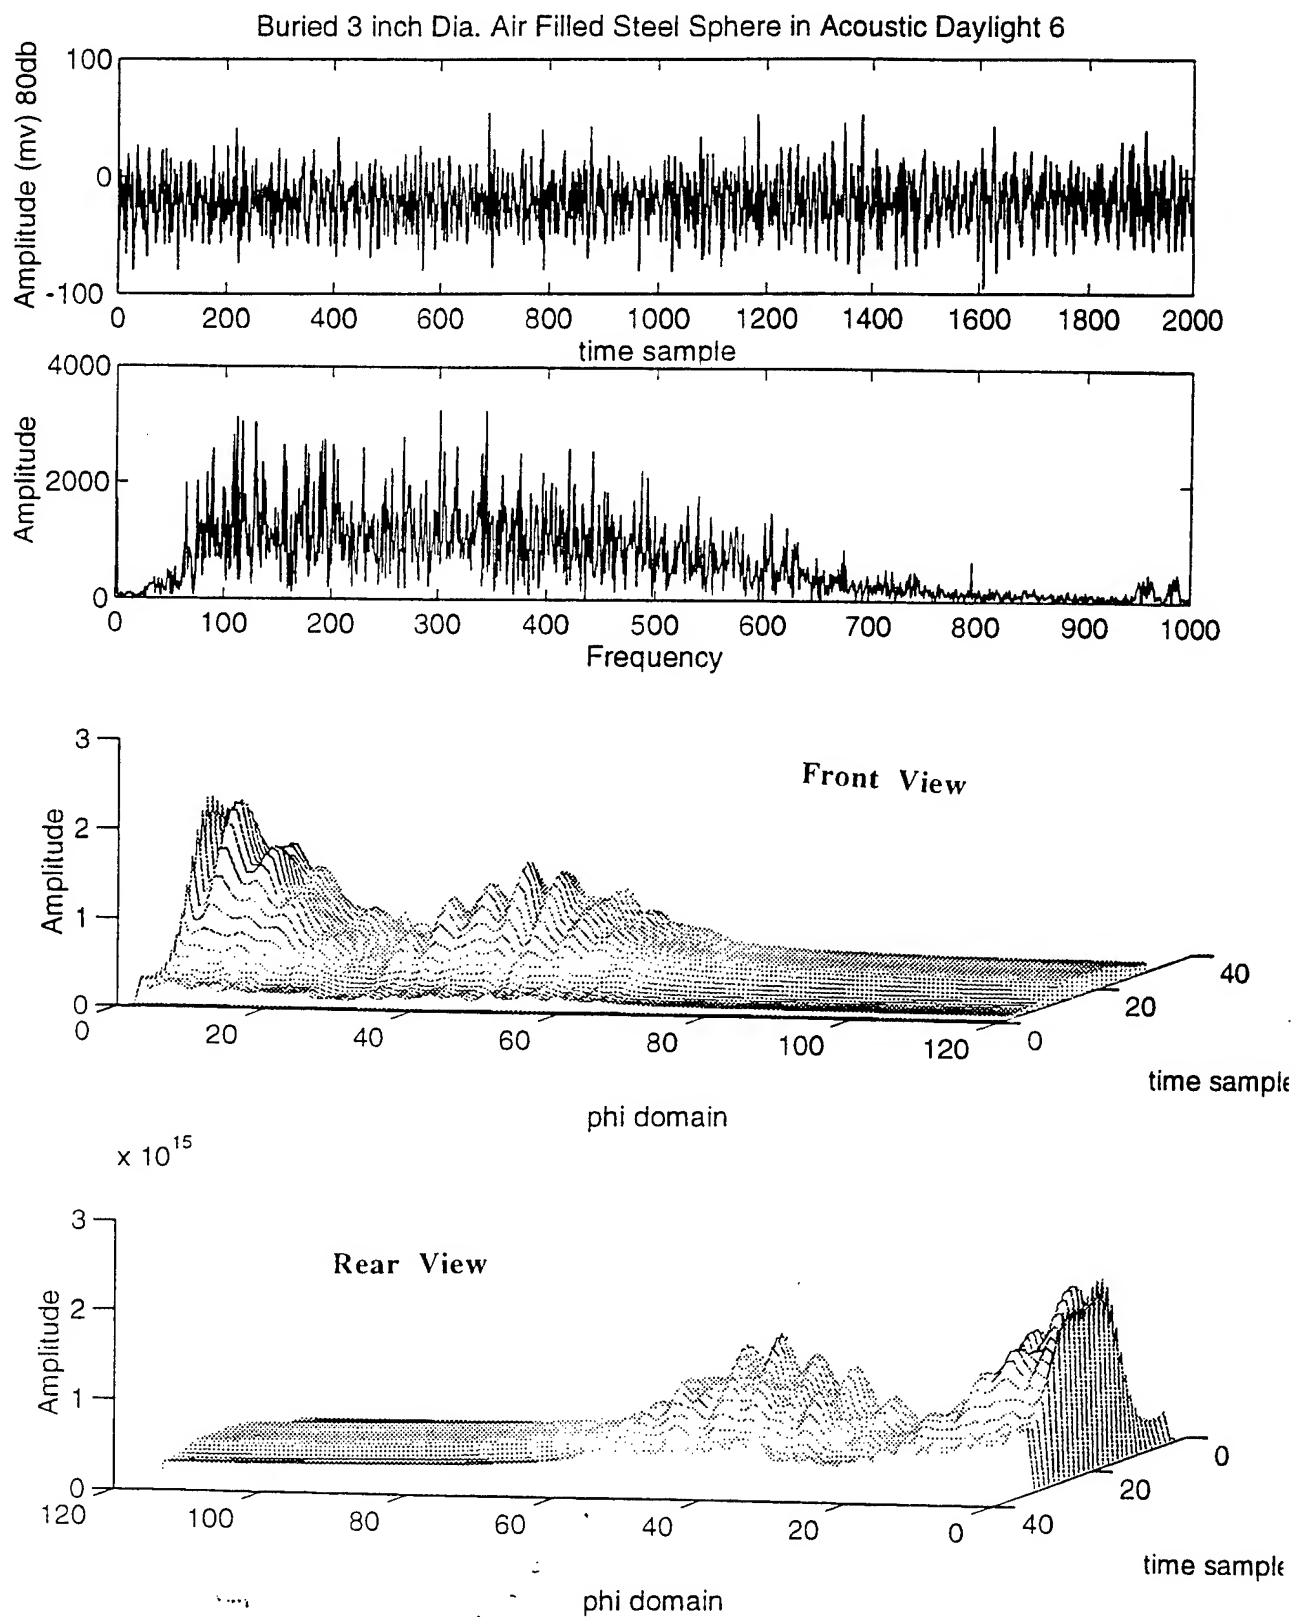 Buried 3 inch Dia. Air Filled Steel Sphere in Acoustic Daylight 6
Amplitude (mv) 80db
100
0
-100
0 200 400 600 800 1000 1200 1400 1600 1800 2000
time sample
Amplitude
4000
2000
0
0 100 200 300 400 500 600 700 800 900 1000
Frequency
Front View
Amplitude
3
2
1
0
0 20 40 60 80 100 120
0 20 40
time sample
phi domain
x 10^15
Rear View
Amplitude
3
2
1
0
120 100 80 60 40 20 0
40 20 0
time sample
phi domain